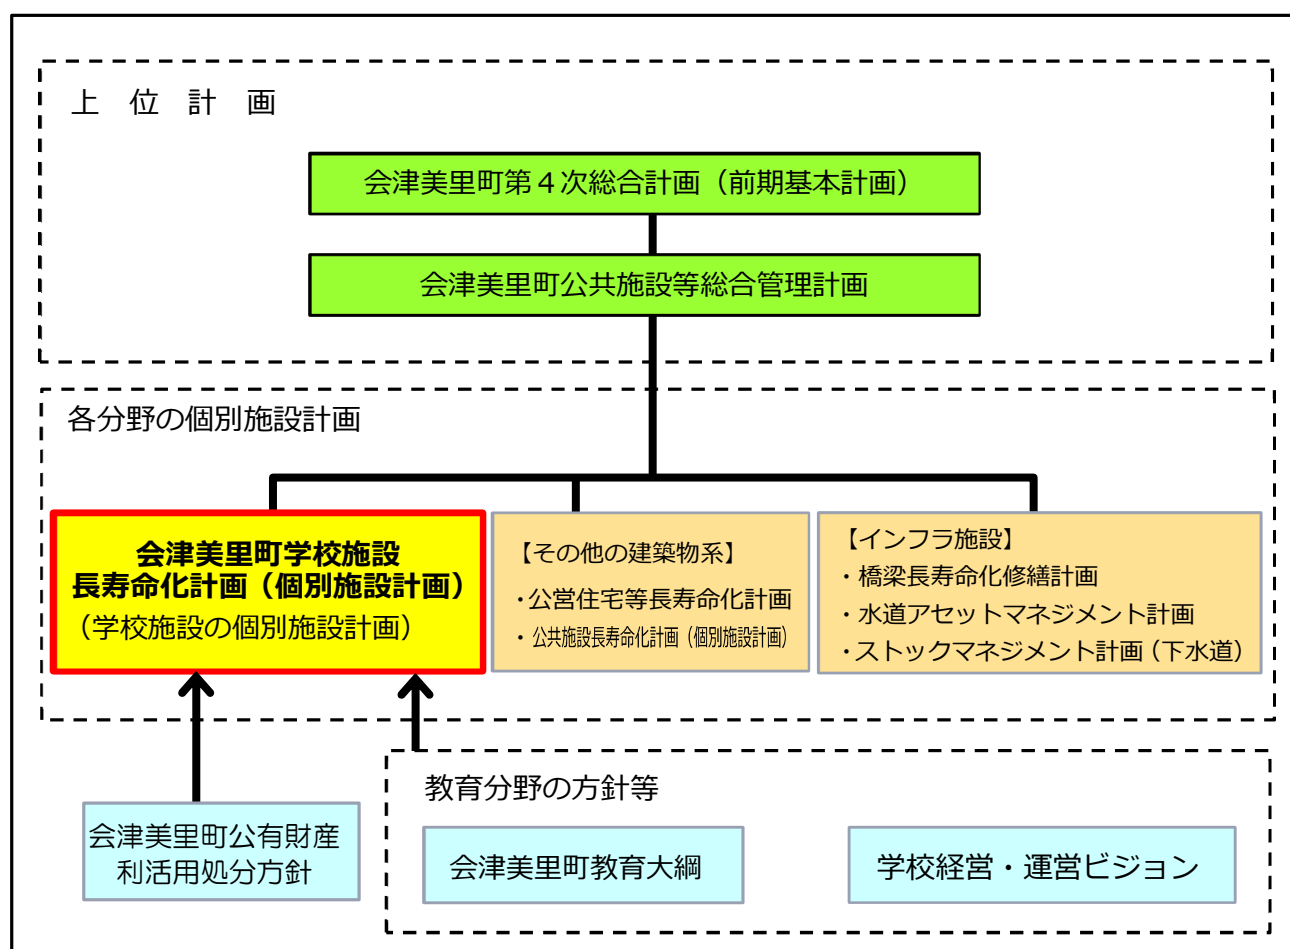 上 位 計 画
会津美里町第４次総合計画（前期基本計画）
会津美里町公共施設等総合管理計画
各分野の個別施設計画
会津美里町学校施設
長寿命化計画（個別施設計画）
（学校施設の個別施設計画）
【その他の建築物系】
・公営住宅等長寿命化計画
・公共施設長寿命化計画（個別施設計画）
【インフラ施設】
・橋梁長寿命化修繕計画
・水道アセットマネジメント計画
・ストックマネジメント計画（下水道）
会津美里町公有財産
利活用処分方針
教育分野の方針等
会津美里町教育大綱
学校経営・運営ビジョン